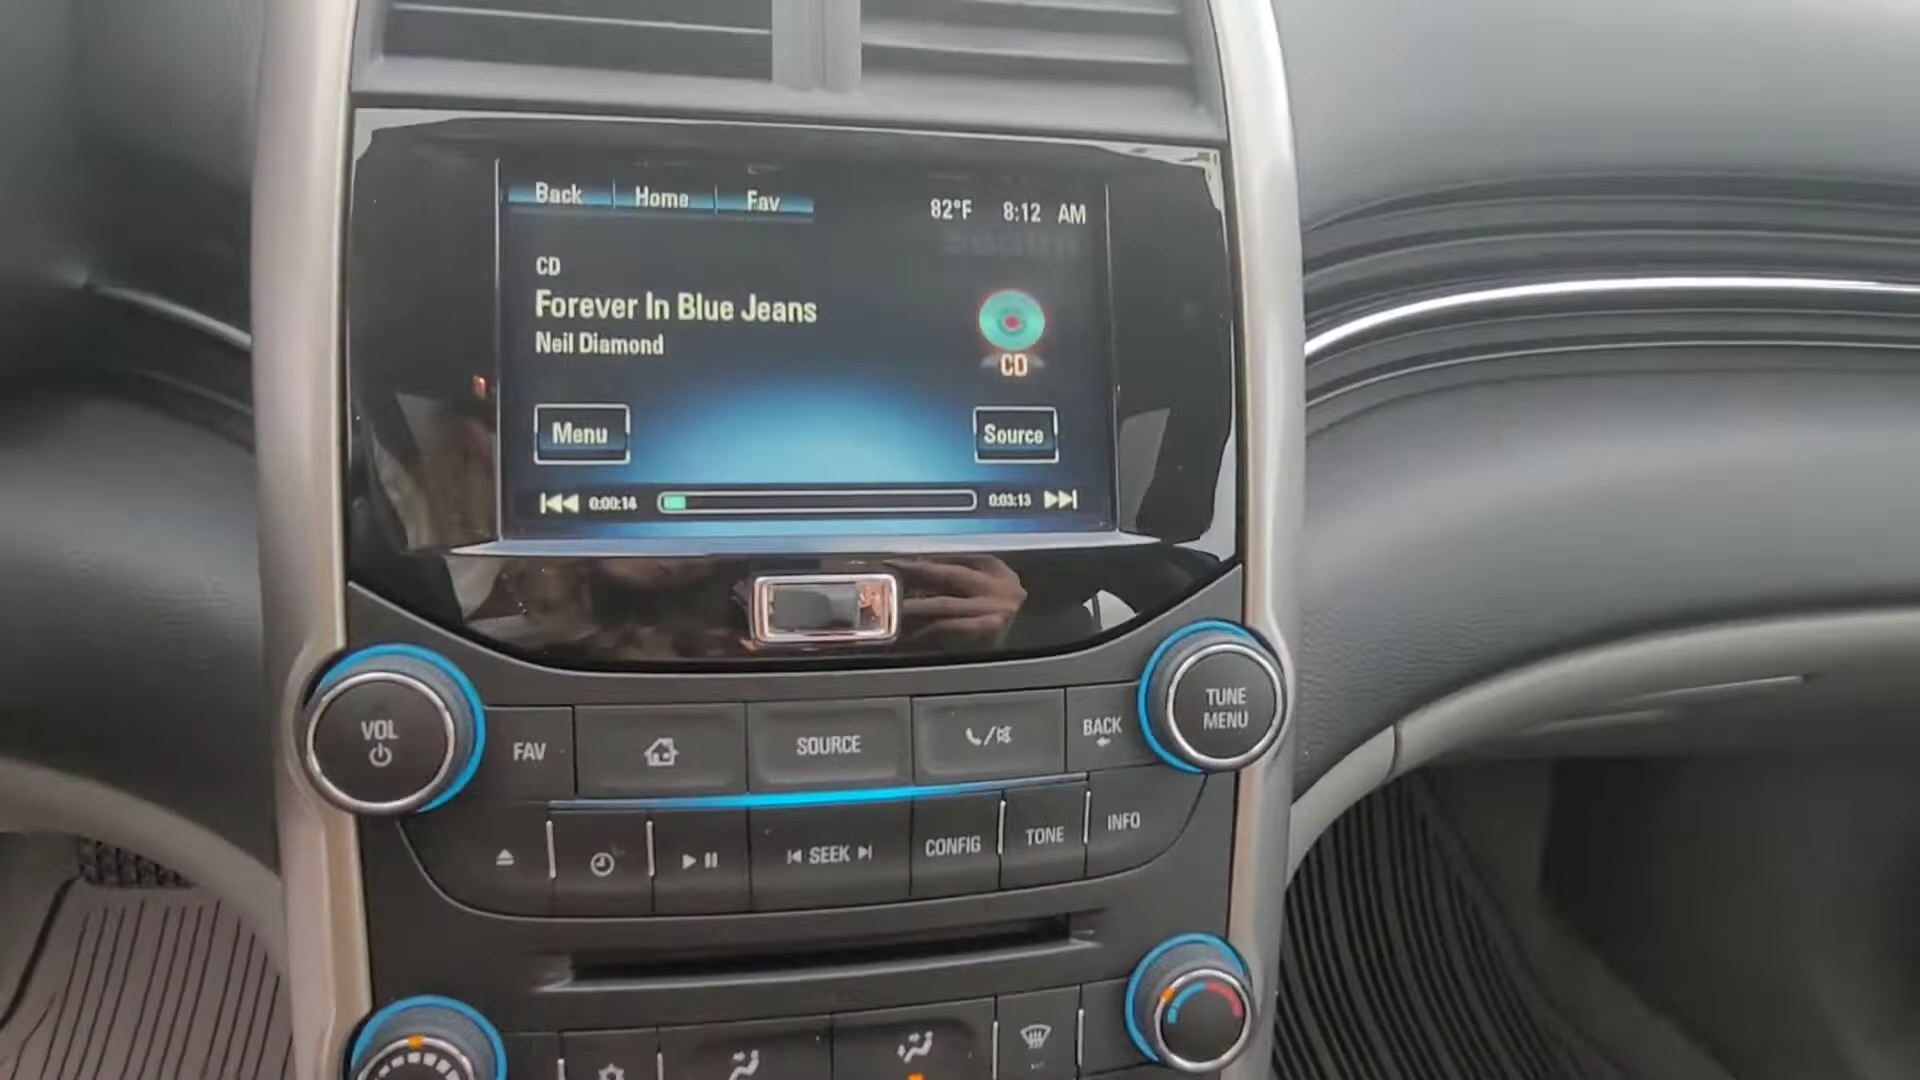 Back Home Fav 82°F 8:12 AM
CD
Forever In Blue Jeans
Neil Diamond
CD
Menu Source
0:00:14 0:03:13
VOL
FAV SOURCE BACK
TUNE
MENU
SEEK CONFIG TONE INFO